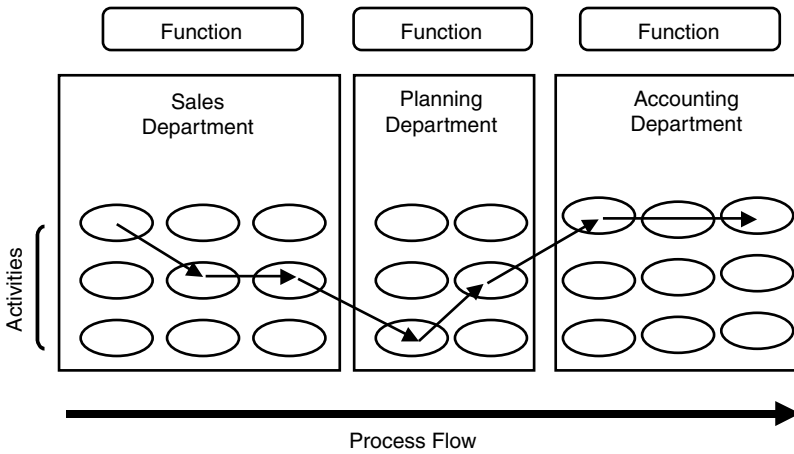 Function
Function
Function
Sales
Department
Planning
Department
Accounting
Department
Activities
Process Flow